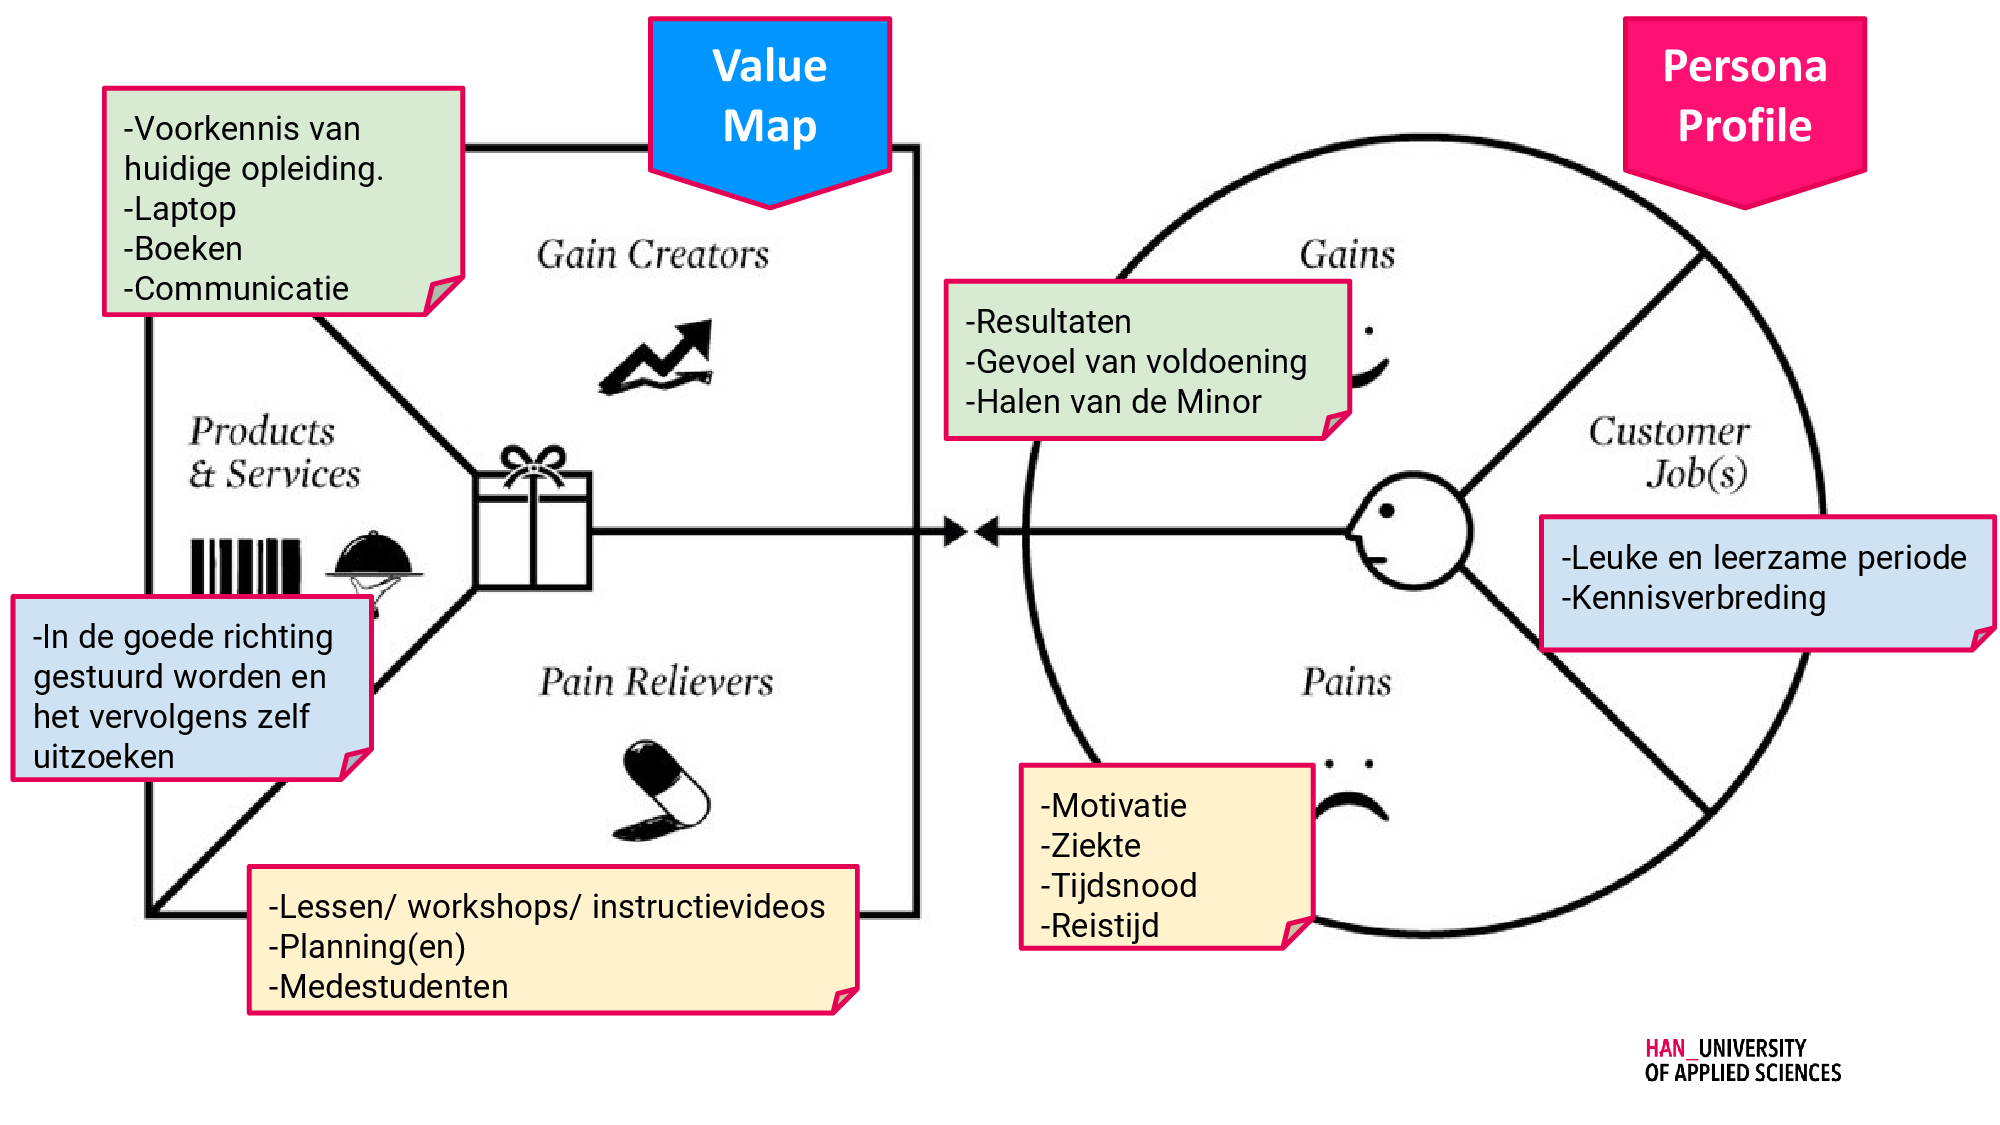 Value
Map
Persona
Profile
-Voorkennis van
huidige opleiding.
-Laptop
-Boeken
-Communicatie
Gain Creators
Gains
-Resultaten
-Gevoel van voldoening
-Halen van de Minor
Products
& Services
Customer
Job(s)
-Leuke en leerzame periode
-Kennisverbreding
-In de goede richting
gestuurd worden en
het vervolgens zelf
uitzoeken
Pain Relievers
Pains
-Motivatie
-Ziekte
-Tijdsnood
-Reistijd
-Lessen/ workshops/ instructievideos
-Planning(en)
-Medestudenten
HAN_UNIVERSITY
OF APPLIED SCIENCES